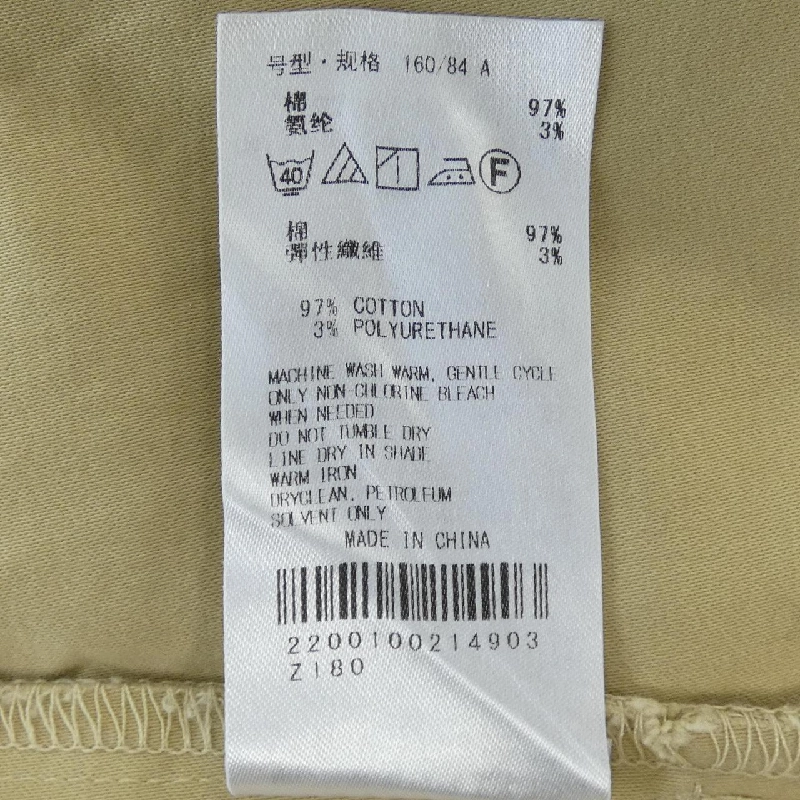 号型·规格 160/84 A
棉 97%
氨纶 3%
40 F
棉 97%
彈性纖維 3%
97% COTTON
3% POLYURETHANE
MACHINE WASH WARM, GENTLE CYCLE
ONLY NON-CHLORINE BLEACH
WHEN NEEDED
DO NOT TUMBLE DRY
LINE DRY IN SHADE
WARM IRON
DRYCLEAN, PETROLEUM
SOLVENT ONLY
MADE IN CHINA
2200100214903
Z180